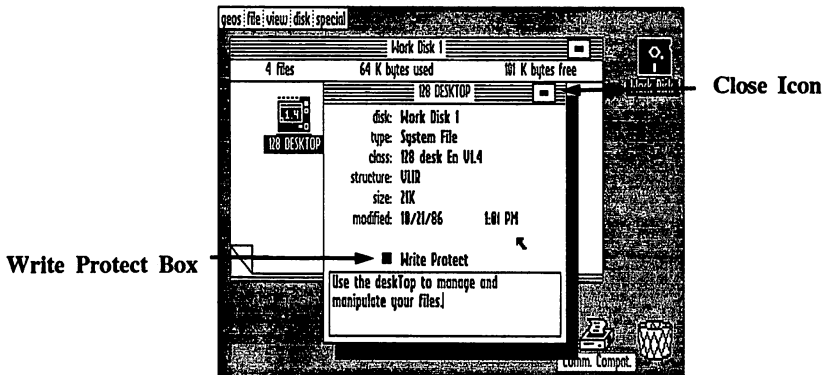 geos file view disk special
Work Disk 1
4 files 64 K bytes used 101 K bytes free
128 DESKTOP
Work Disk
Close Icon
128 DESKTOP
1.4
disk: Work Disk 1
type: System File
class: 128 desk En V1.4
structure: VLIR
size: 21K
modified: 10/21/86 1:01 PM
Write Protect Box
Write Protect
Use the deskTop to manage and
manipulate your files.
Comm. Compat.